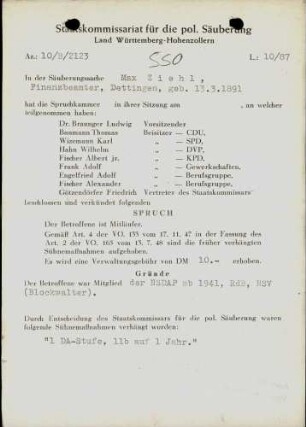 Staatskommissariat für die pol. Säuberung
Land Württemberg-Hohenzollern
Az.: 10/B/2123
550
L.: 10/87
In der Säuberungssache Max Ziehl,
Finanzbeamter, Dettingen, geb. 13.3.1891
hat die Spruchkammer in ihrer Sitzung am , an welcher
teilgenommen haben:
Dr. Braunger Ludwig Vorsitzender
Bossmann Thomas Beisitzer — CDU,
Wizemann Karl „ — SPD,
Hahn Wilhelm „ — DVP,
Fischer Albert jr. „ — KPD,
Frank Adolf „ — Gewerkschaften,
Engelfried Adolf „ — Berufsgruppe,
Fischer Alexander „ — Berufsgruppe,
Götzendörfer Friedrich Vertreter des Staatskommissars
beschlossen und verkündet folgenden
SPRUCH
Der Betroffene ist Mitläufer.
Gemäß Art. 4 der VO. 133 vom 17. 11. 47 in der Fassung des
Art. 2 der VO. 165 vom 13. 7. 48 sind die früher verhängten
Sühnemaßnahmen aufgehoben.
Es wird eine Verwaltungsgebühr von DM 10.- erhoben.
Gründe
Der Betroffene war Mitglied der NSDAP ab 1941, RdB, NSV
(Blockwalter).
Durch Entscheidung des Staatskommissars für die pol. Säuberung waren
folgende Sühnemaßnahmen verhängt worden:
"1 DA-Stufe, 11b auf 1 Jahr."